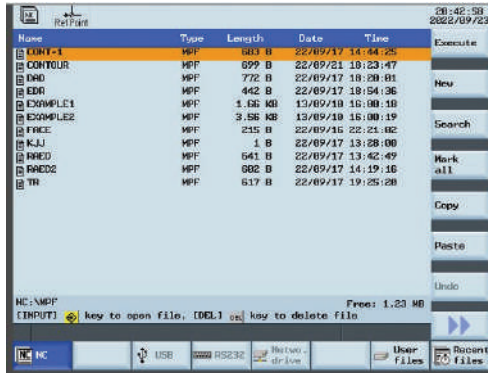 Ref Point
20:42:58
2022/09/23
Name Type Length Date Time
CONT-1 MPF 683 B 22/09/17 14:44:25
CONTOUR MPF 699 B 22/09/21 18:23:47
DAD MPF 772 B 22/09/17 18:20:01
EDR MPF 442 B 22/09/17 18:54:36
EXAMPLE1 MPF 1.66 KB 13/09/10 16:00:18
EXAMPLE2 MPF 3.56 KB 13/09/10 16:00:19
FACE MPF 215 B 22/09/16 22:21:02
KJJ MPF 1 B 22/09/17 13:28:00
RAED MPF 541 B 22/09/17 13:42:49
RAED2 MPF 602 B 22/09/17 14:19:16
TR MPF 617 B 22/09/17 19:25:20
NC:\MPF Free: 1.23 MB
[INPUT] key to open file, [DEL] DEL key to delete file
Execute
New
Search
Mark
all
Copy
Paste
Undo
NC NC
USB
RS232
Netwo.
drive
User
files
Recent
files